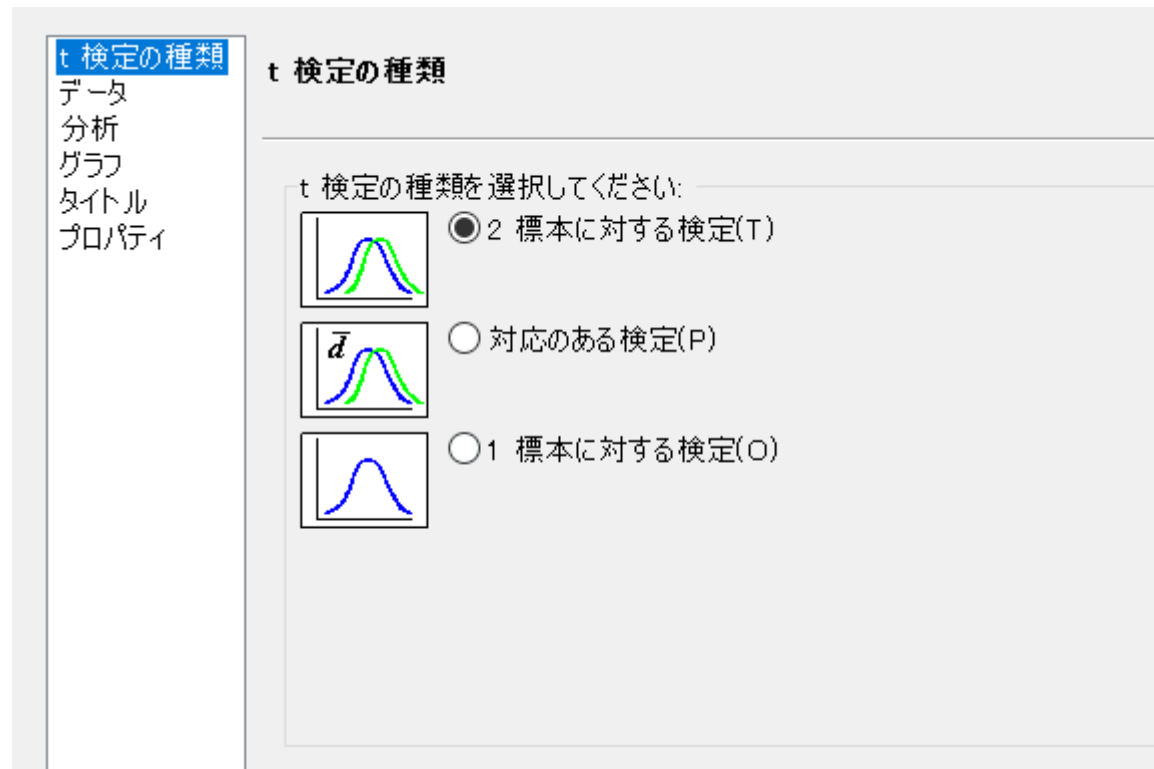 t 検定の種類
データ
分析
グラフ
タイトル
プロパティ
t 検定の種類
t 検定の種類を選択してください:
2 標本に対する検定(T)
d̄
対応のある検定(P)
1 標本に対する検定(O)